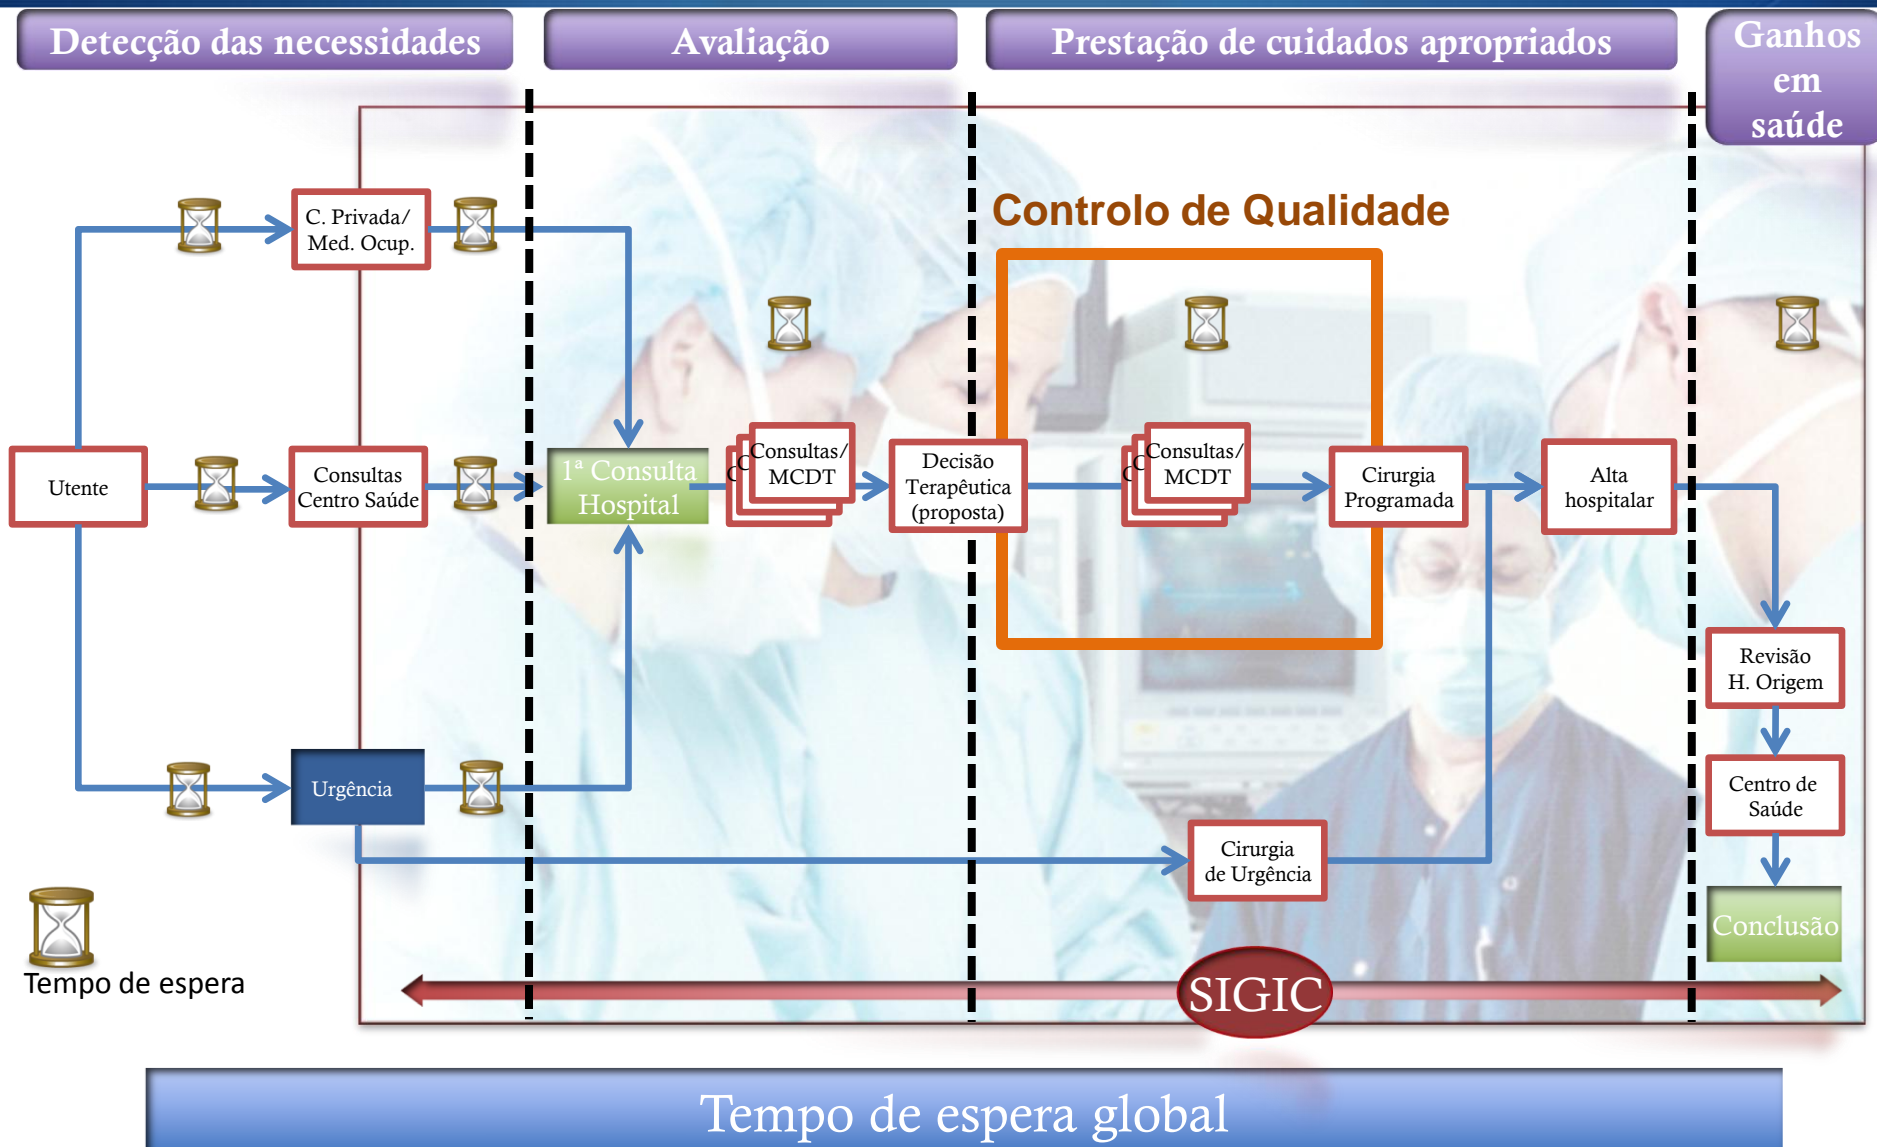 Detecção das necessidades
Avaliação
Prestação de cuidados apropriados
Ganhos
em
saúde
Controlo de Qualidade
C. Privada/
Med. Ocup.
Utente
Consultas
Centro Saúde
1ª Consulta
Hospital
C
C
Consultas/
MCDT
Decisão
Terapêutica
(proposta)
C
C
Consultas/
MCDT
Cirurgia
Programada
Alta
hospitalar
Revisão
H. Origem
Urgência
Centro de
Saúde
Cirurgia
de Urgência
Conclusão
Tempo de espera
SIGIC
Tempo de espera global